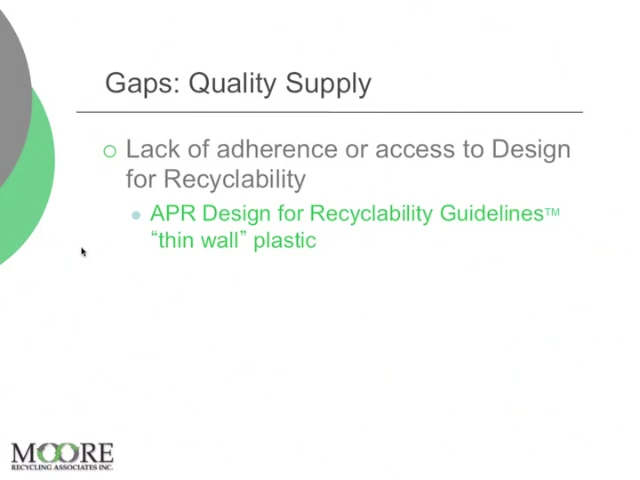 Gaps: Quality Supply
Lack of adherence or access to Design
for Recyclability
APR Design for Recyclability Guidelines™
“thin wall” plastic
MOORE
RECYCLING ASSOCIATES INC.